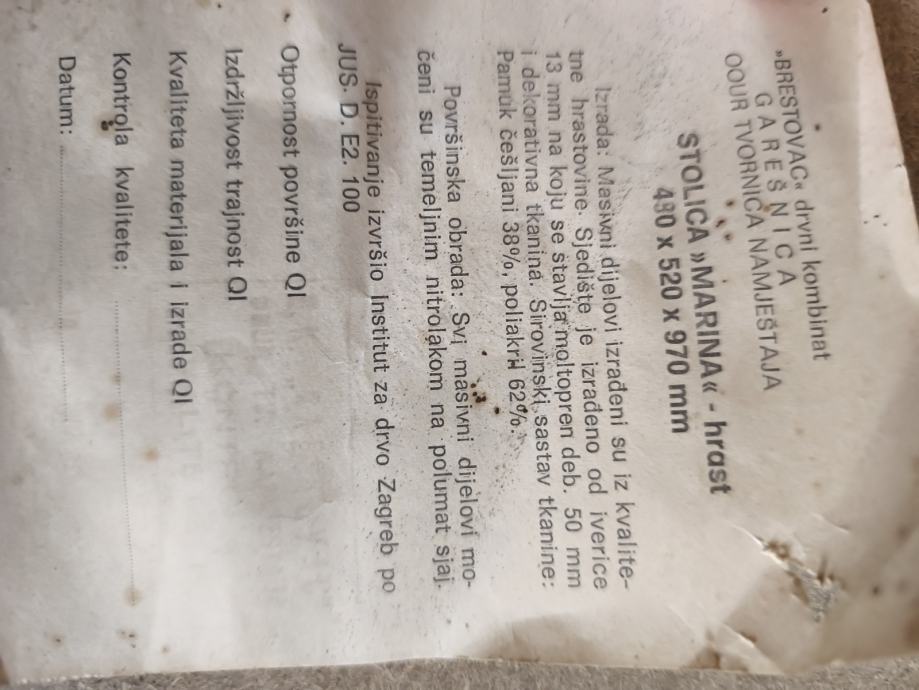 »BRESTOVAC« drvni kombinat
GAREŠNICA
OOUR TVORNICA NAMJEŠTAJA
STOLICA »MARINA« - hrast
430 x 520 x 970 mm
Izrada: Masivni dijelovi izrađeni su iz kvalite-
tne hrastovine. Sjedište je izrađeno od iverice
13 mm na koju se stavlja moltopren deb. 50 mm
i dekorativna tkanina. Sirovinski sastav tkanine:
Pamuk češljani 38%, poliakril 62%.
Površinska obrada: Svi masivni dijelovi mo-
čeni su temeljnim nitrolakom na polumat sjaj.
Ispitivanje izvršio Institut za drvo Zagreb po
JUS. D. E2. 100
Otpornost površine QI
Izdržljivost trajnost QI
Kvaliteta materijala i izrade QI
Kontrola kvalitete:
Datum: